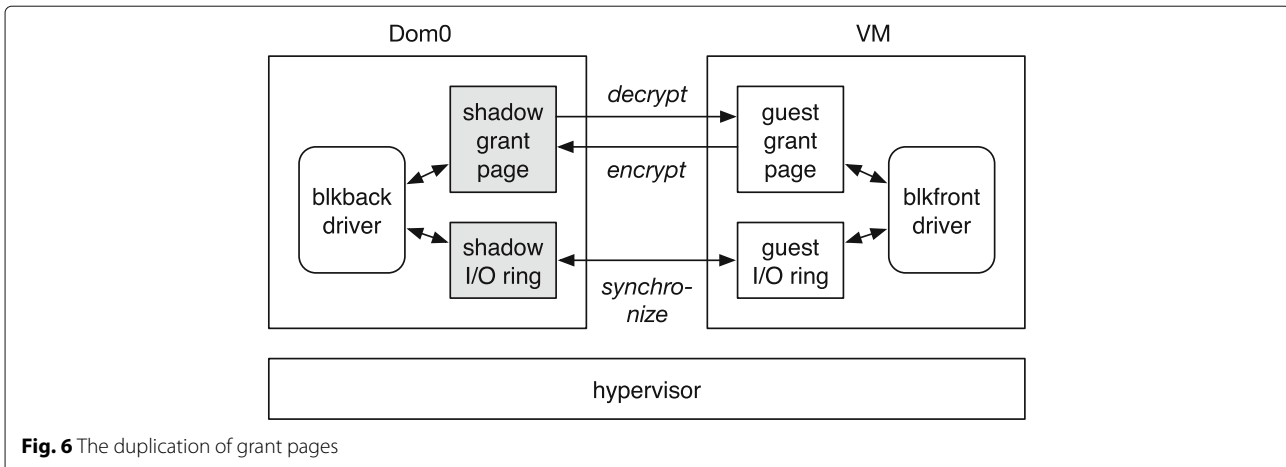 Dom0
VM
shadow
grant
page
decrypt
encrypt
guest
grant
page
blkback
driver
blkfront
driver
shadow
I/O ring
synchro-
nize
guest
I/O ring
hypervisor
Fig. 6 The duplication of grant pages